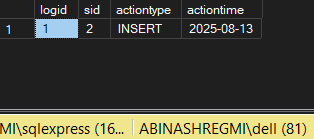 logid sid actiontype actiontime
1 1 2 INSERT 2025-08-13
MI\sqlexpress (16... ABINASHREGMI\dell (81)